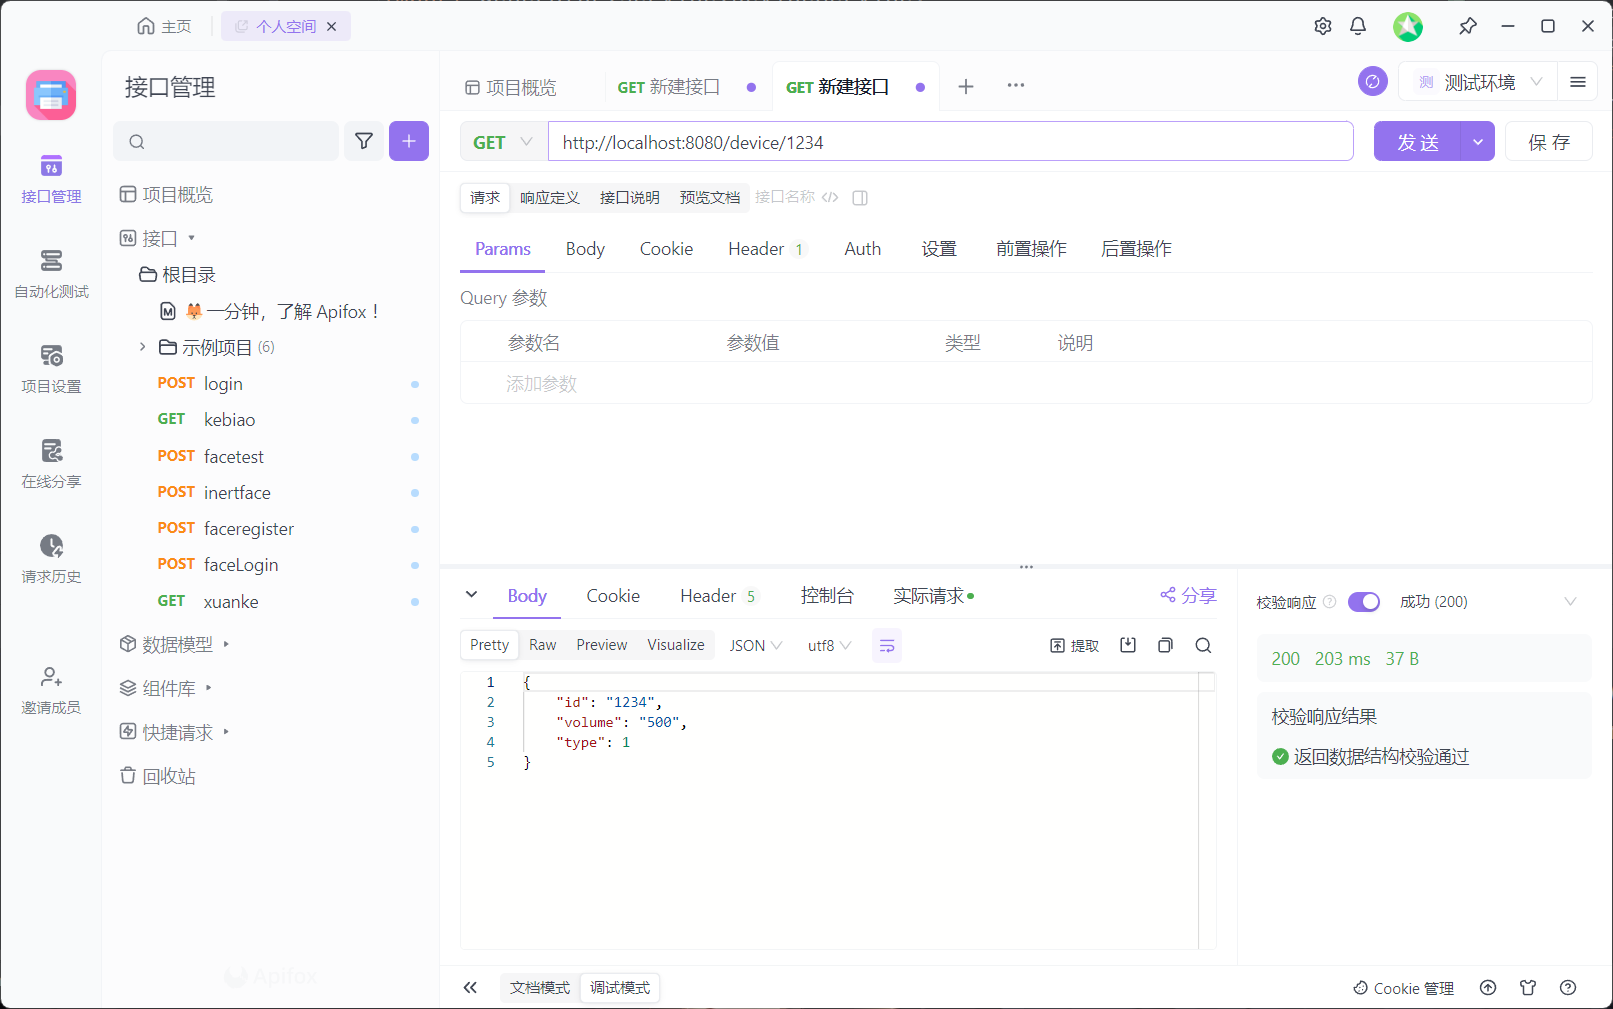 主页
个人空间
接口管理
自动化测试
项目设置
在线分享
请求历史
邀请成员
接口管理
项目概览
接口
根目录
一分钟，了解 Apifox！
示例项目 (6)
POST login
GET kebiao
POST facetest
POST inertface
POST faceregister
POST faceLogin
GET xuanke
数据模型
组件库
快捷请求
回收站
Apifox
项目概览
GET 新建接口
GET 新建接口
测 测试环境
GET http://localhost:8080/device/1234
发 送
保 存
请求 响应定义 接口说明 预览文档 接口名称
Params Body Cookie Header 1 Auth 设置 前置操作 后置操作
Query 参数
参数名 参数值 类型 说明
添加参数
Body Cookie Header 5 控制台 实际请求 分享
Pretty Raw Preview Visualize JSON utf8 提取
1 {
2 "id": "1234",
3 "volume": "500",
4 "type": 1
5 }
校验响应 成功 (200)
200 203 ms 37 B
校验响应结果
返回数据结构校验通过
文档模式 调试模式
Cookie 管理